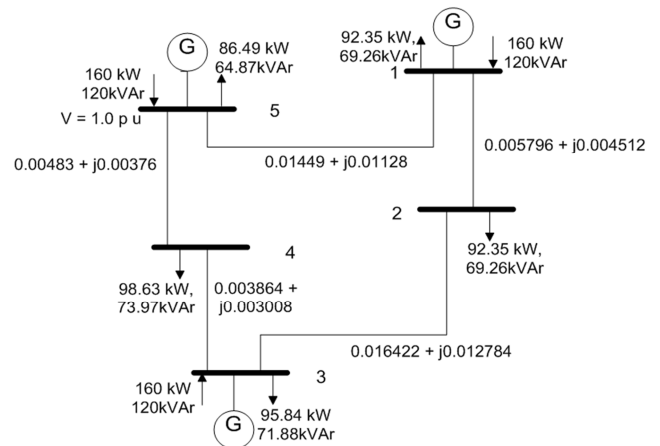 G
92.35 kW,
69.26kVAr
160 kW
120kVAr
1
G
86.49 kW
64.87kVAr
160 kW
120kVAr
V = 1.0 p u
5
0.00483 + j0.00376
0.01449 + j0.01128
0.005796 + j0.004512
2
92.35 kW,
69.26kVAr
4
98.63 kW,
73.97kVAr
0.003864 +
j0.003008
0.016422 + j0.012784
3
160 kW
120kVAr
G
95.84 kW
71.88kVAr